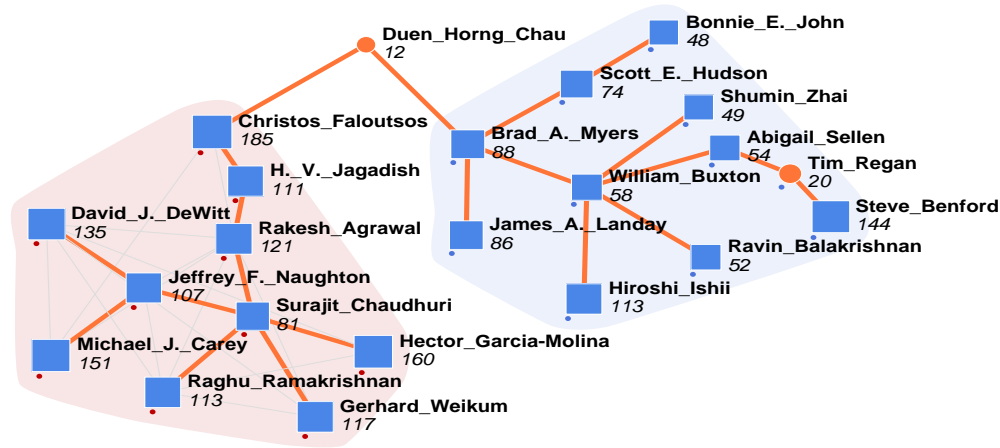 Bonnie_E._John
48
Duen_Horng_Chau
12
Scott_E._Hudson
74
Shumin_Zhai
49
Christos_Faloutsos
185
Brad_A._Myers
88
Abigail_Sellen
54
Tim_Regan
20
H._V._Jagadish
111
William_Buxton
58
David_J._DeWitt
135
Rakesh_Agrawal
121
James_A._Landay
86
Steve_Benford
144
Ravin_Balakrishnan
52
Jeffrey_F._Naughton
107
Hiroshi_Ishii
113
Surajit_Chaudhuri
81
Michael_J._Carey
151
Hector_Garcia-Molina
160
Raghu_Ramakrishnan
113
Gerhard_Weikum
117